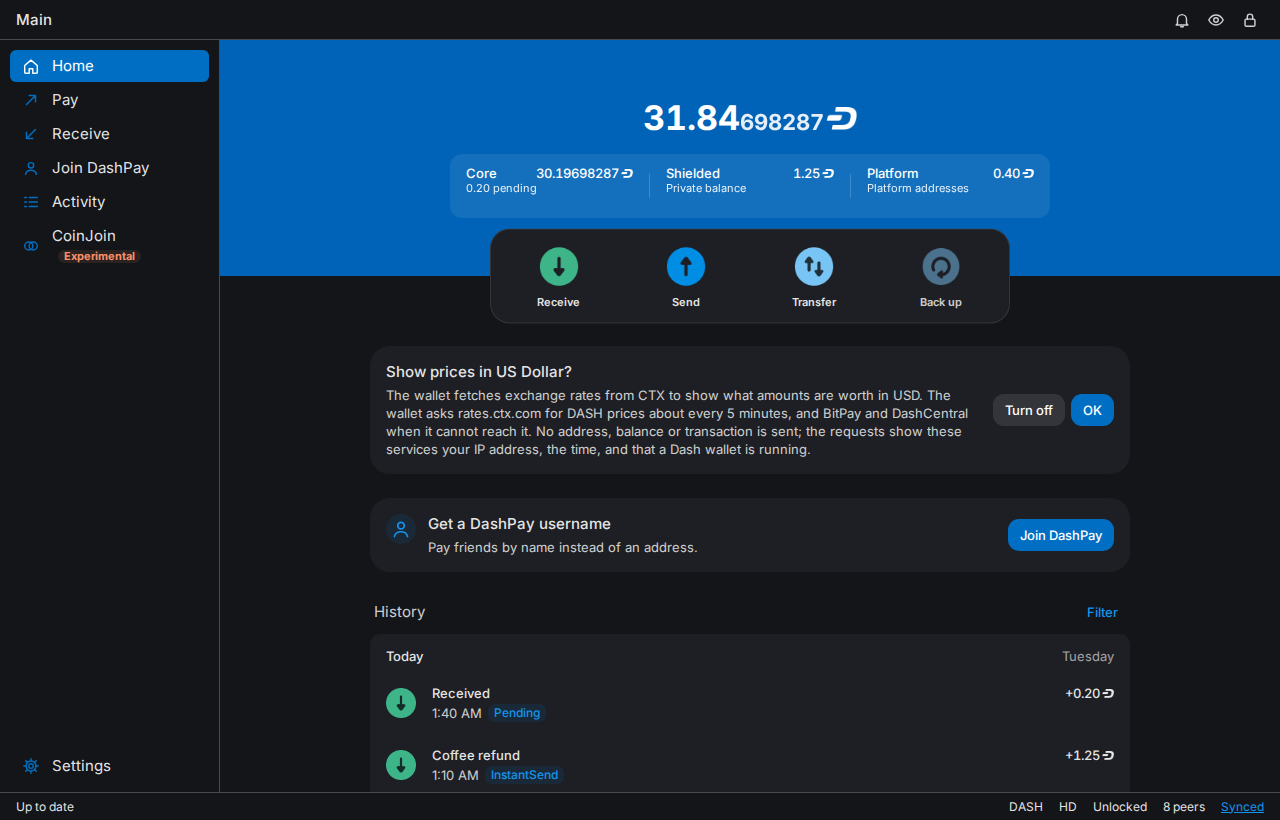 Main
Home
Pay
Receive
Join DashPay
Activity
CoinJoin
Experimental
Settings
31.84698287
Core 30.19698287
0.20 pending
Shielded 1.25
Private balance
Platform 0.40
Platform addresses
Receive
Send
Transfer
Back up
Show prices in US Dollar?
The wallet fetches exchange rates from CTX to show what amounts are worth in USD. The
wallet asks rates.ctx.com for DASH prices about every 5 minutes, and BitPay and DashCentral
when it cannot reach it. No address, balance or transaction is sent; the requests show these
services your IP address, the time, and that a Dash wallet is running.
Turn off
OK
Get a DashPay username
Pay friends by name instead of an address.
Join DashPay
History
Filter
Today
Tuesday
Received
+0.20
1:40 AM Pending
Coffee refund
+1.25
1:10 AM InstantSend
Up to date
DASH HD Unlocked 8 peers Synced